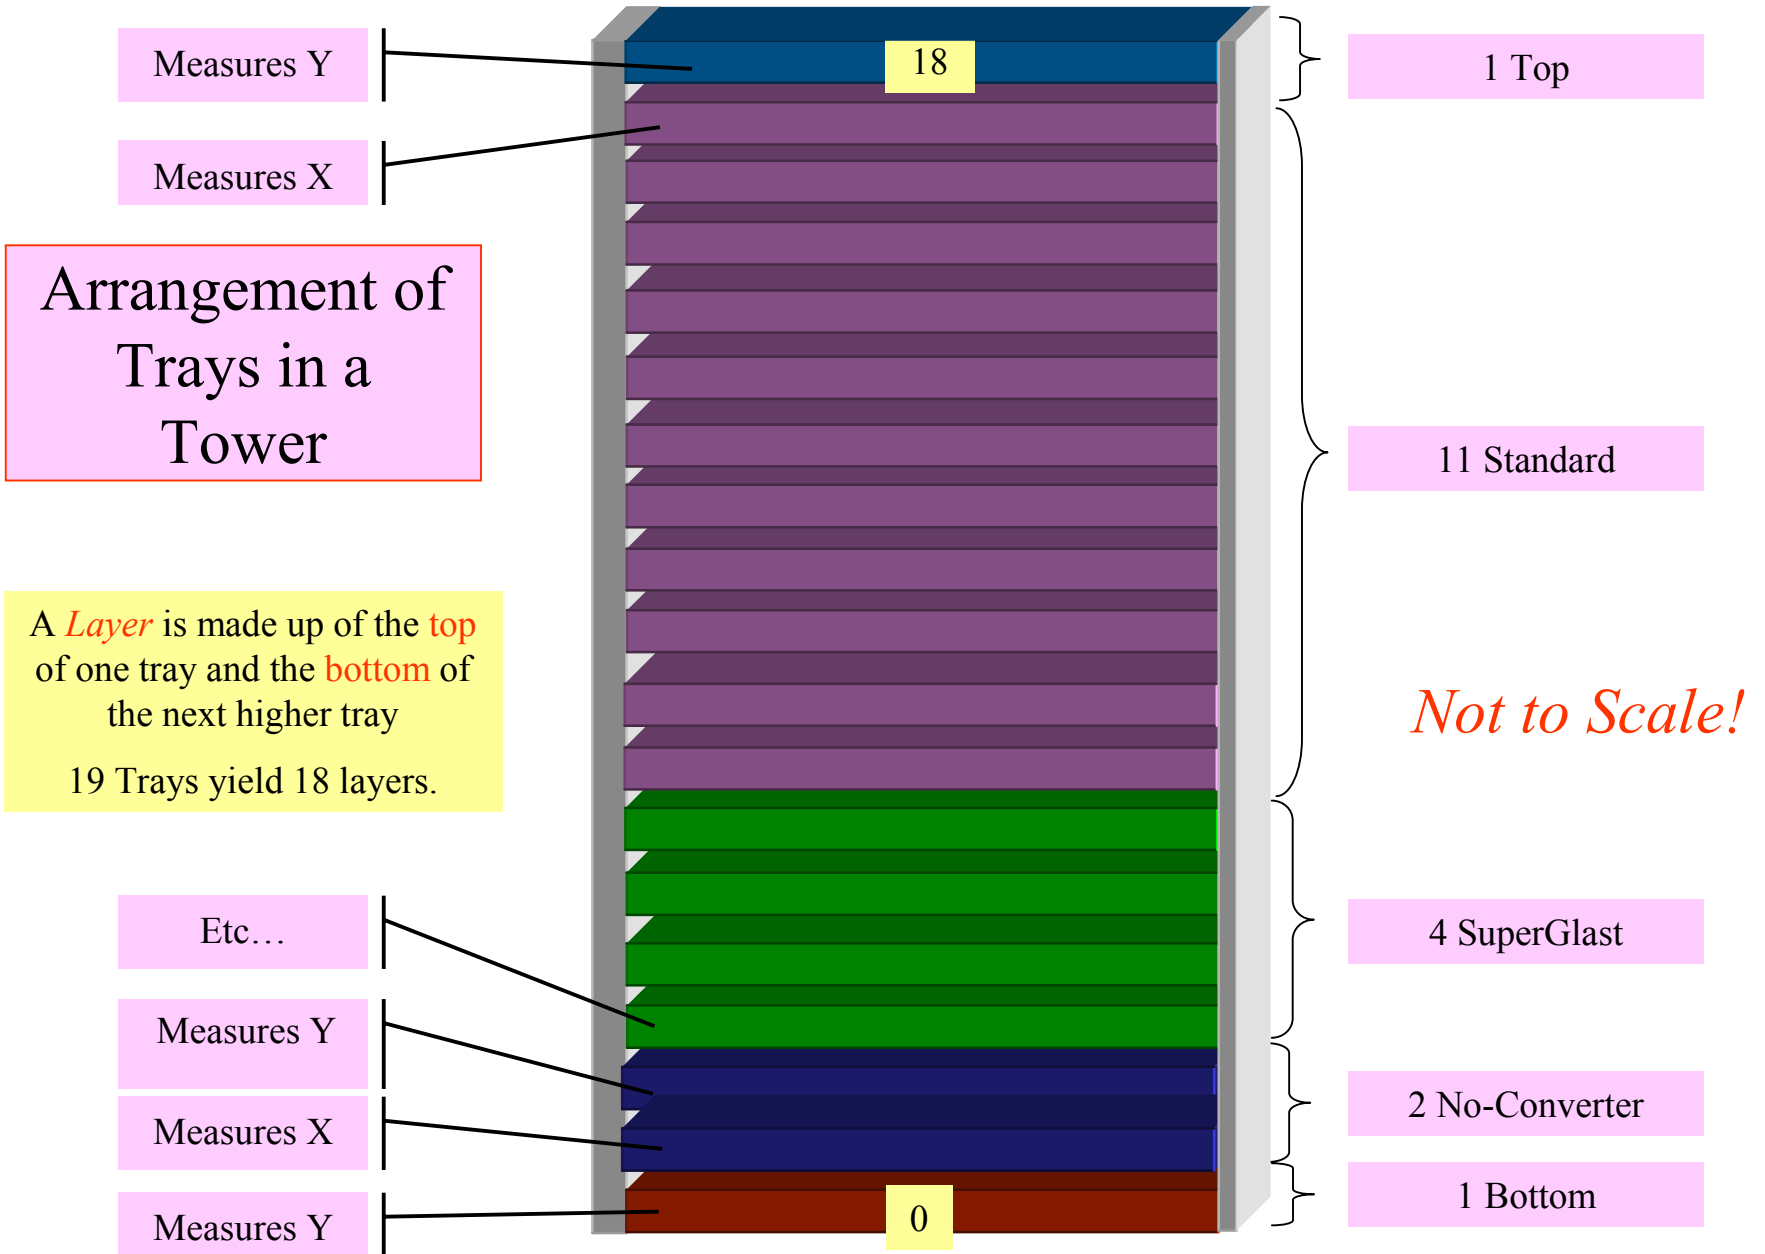 Measures Y
18
1 Top
Measures X
Arrangement of
Trays in a
Tower
11 Standard
A Layer is made up of the top
of one tray and the bottom of
the next higher tray
19 Trays yield 18 layers.
Not to Scale!
Etc…
4 SuperGlast
Measures Y
2 No-Converter
Measures X
1 Bottom
Measures Y
0